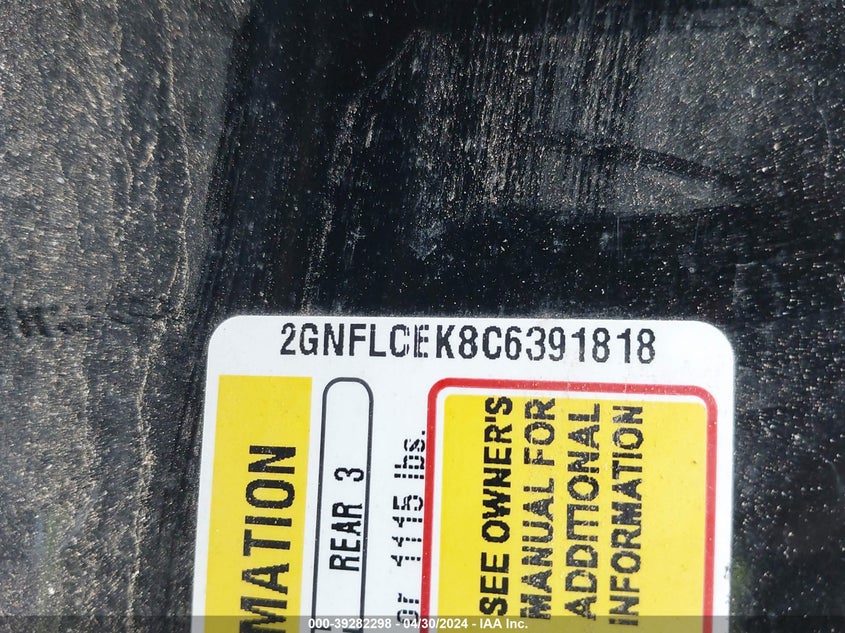 2GNFLCEK8C6391818
MATION
REAR 3
or 1115 lbs.
SEE OWNER'S
MANUAL FOR
ADDITIONAL
INFORMATION
000-39282298 - 04/30/2024 - IAA Inc.